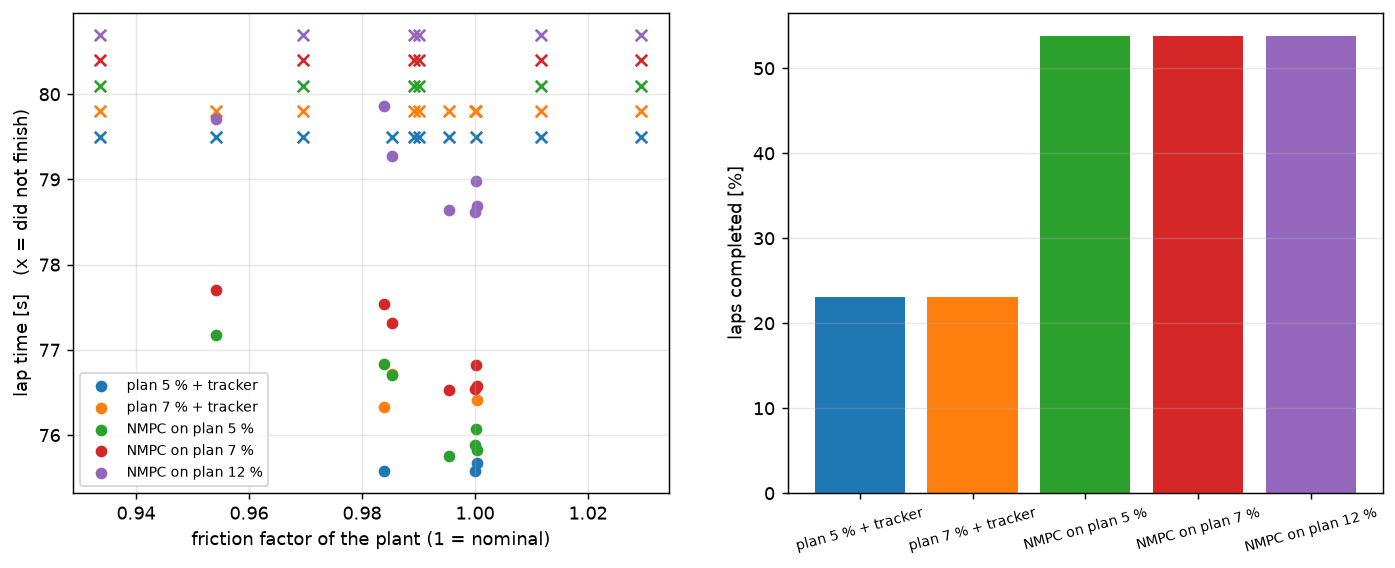 80
79
78
77
76
lap time [s]   (x = did not finish)
plan 5 % + tracker
plan 7 % + tracker
NMPC on plan 5 %
NMPC on plan 7 %
NMPC on plan 12 %
0.94 0.96 0.98 1.00 1.02
friction factor of the plant (1 = nominal)
50
40
30
20
10
0
laps completed [%]
plan 5 % + tracker
plan 7 % + tracker
NMPC on plan 5 %
NMPC on plan 7 %
NMPC on plan 12 %